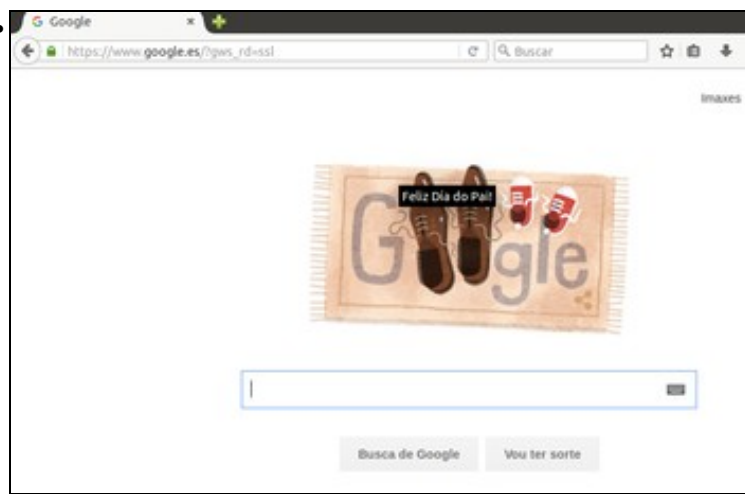 Google
https://www.google.es/?gws_rd=ssl
Buscar
Imaxes
Feliz Día do Pai!
Google
Busca de Google
Vou ter sorte